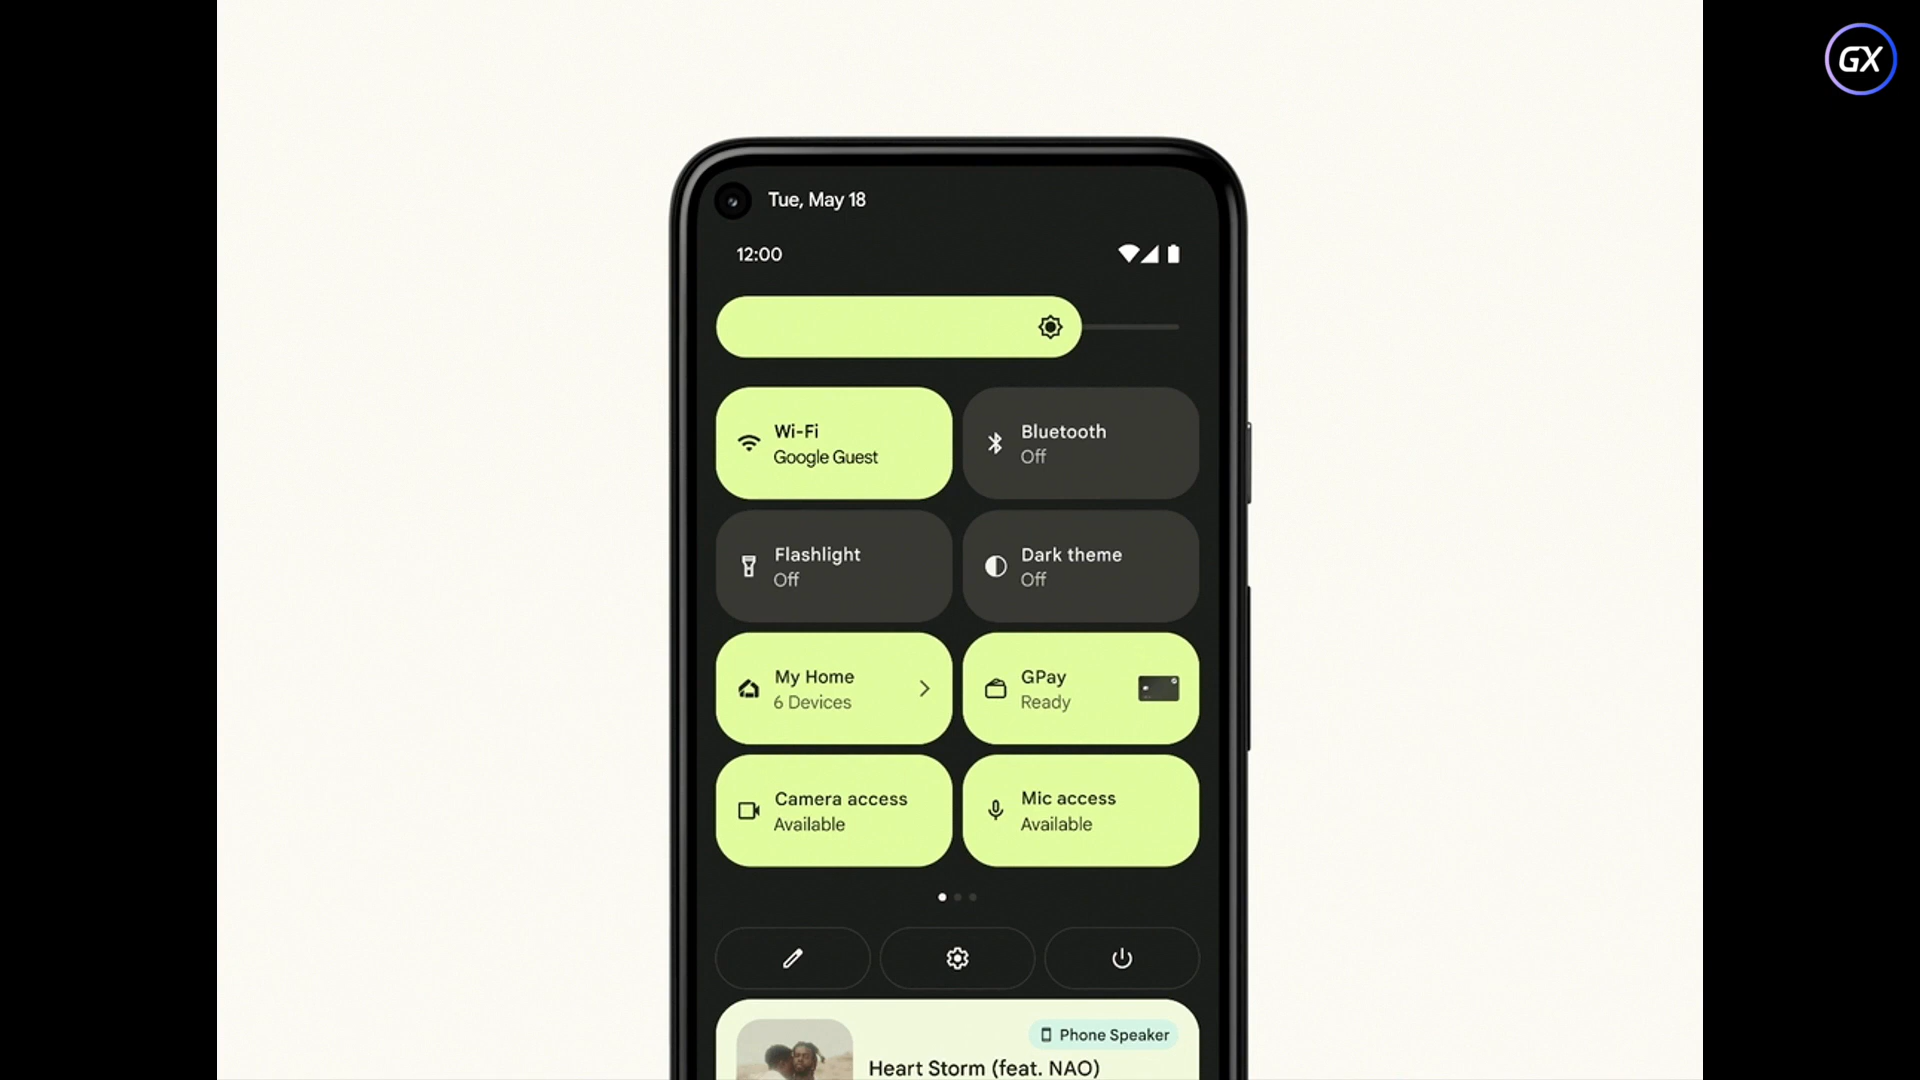 GX
Tue, May 18
12:00
Wi-Fi
Google Guest
Bluetooth
Off
Flashlight
Off
Dark theme
Off
My Home
6 Devices
GPay
Ready
Camera access
Available
Mic access
Available
Phone Speaker
Heart Storm (feat. NAO)